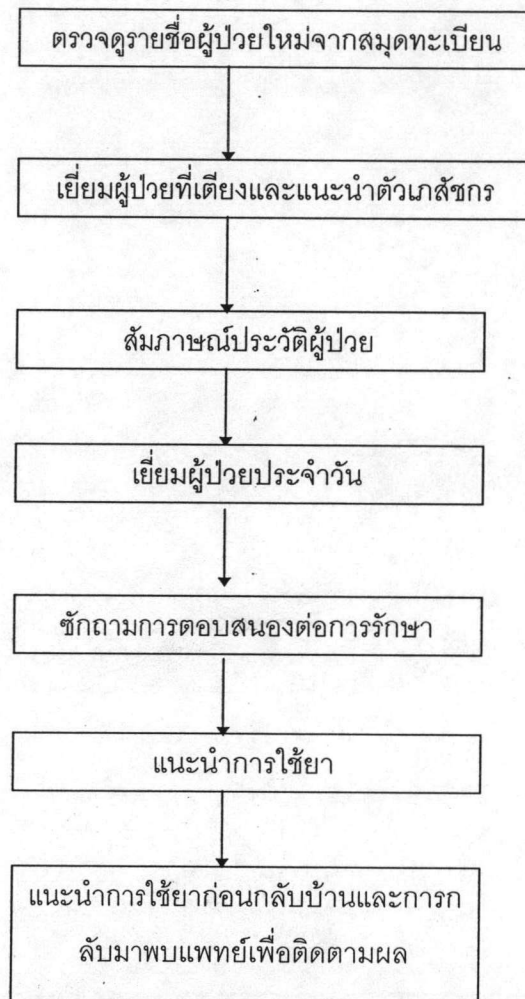 ตรวจดูรายชื่อผู้ป่วยใหม่จากสมุดทะเบียน
เยี่ยมผู้ป่วยที่เตียงและแนะนำตัวเภสัชกร
สัมภาษณ์ประวัติผู้ป่วย
เยี่ยมผู้ป่วยประจำวัน
ซักถามการตอบสนองต่อการรักษา
แนะนำการใช้ยา
แนะนำการใช้ยาก่อนกลับบ้านและการก
ลับมาพบแพทย์เพื่อติดตามผล